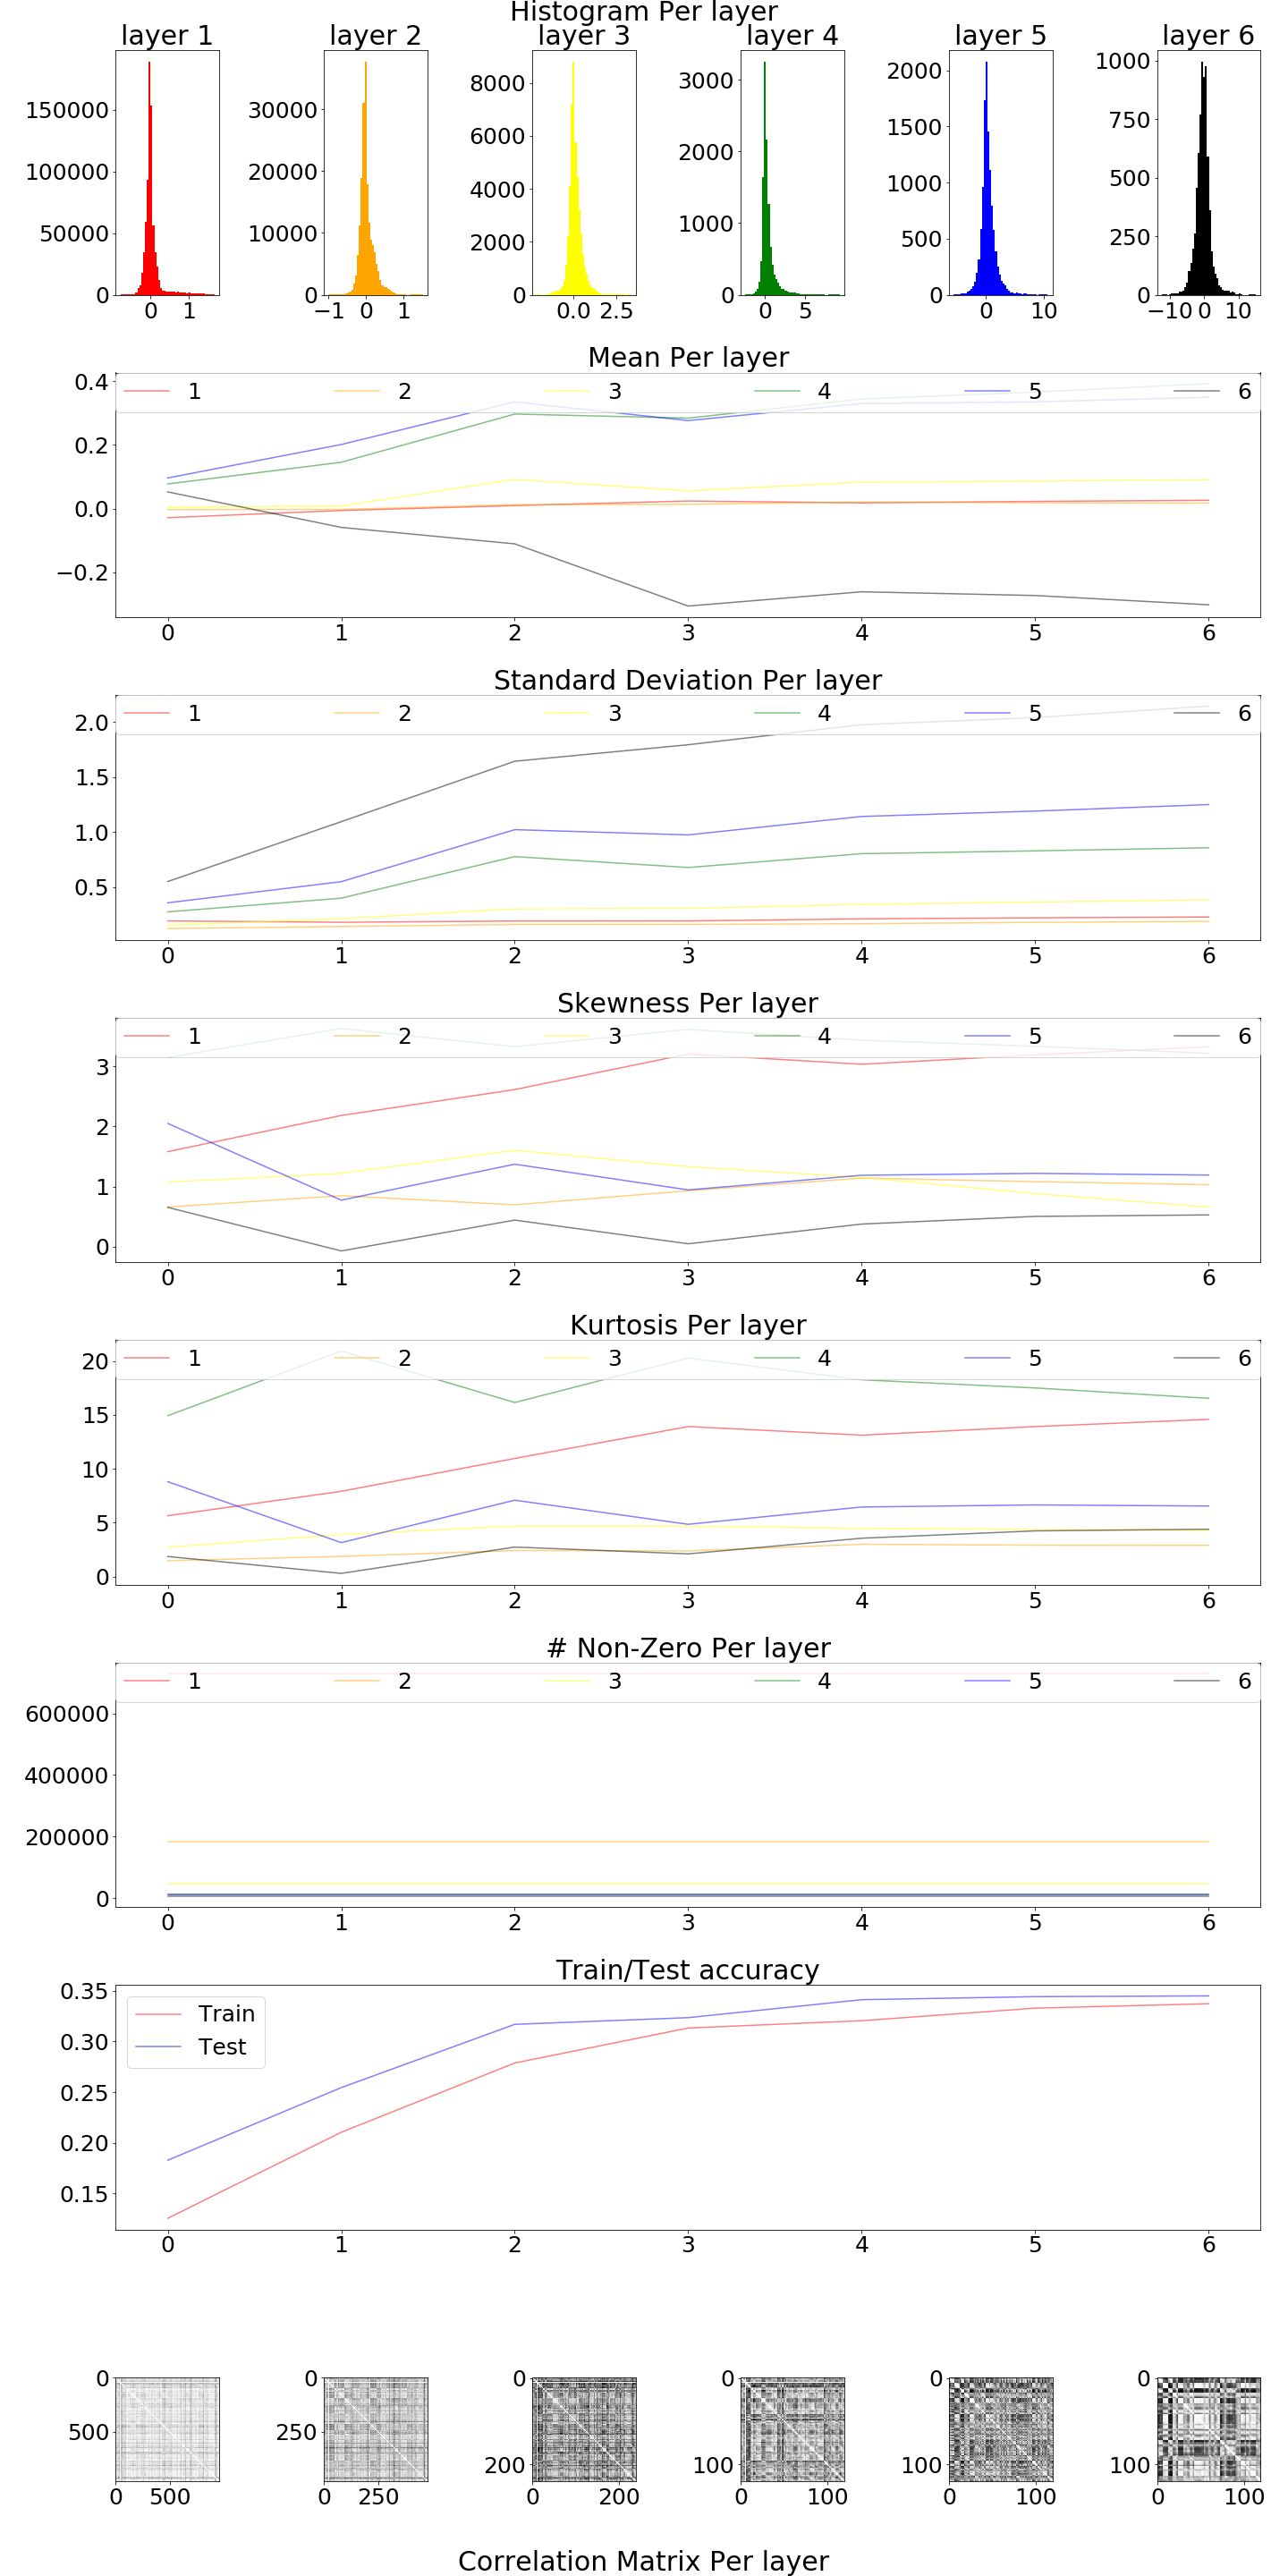 Histogram Per layer
layer 1 layer 2 layer 3 layer 4 layer 5 layer 6
150000 100000 50000 0
0 1
30000 20000 10000 0
−1 0 1
8000 6000 4000 2000 0
0.0 2.5
3000 2000 1000 0
0 5
2000 1500 1000 500 0
0 10
1000 750 500 250 0
−10 0 10
Mean Per layer
1 2 3 4 5 6
0.4
0.2
0.0
−0.2
0 1 2 3 4 5 6
Standard Deviation Per layer
1 2 3 4 5 6
2.0
1.5
1.0
0.5
0 1 2 3 4 5 6
Skewness Per layer
1 2 3 4 5 6
3
2
1
0
0 1 2 3 4 5 6
Kurtosis Per layer
1 2 3 4 5 6
20
15
10
5
0
0 1 2 3 4 5 6
# Non-Zero Per layer
1 2 3 4 5 6
600000
400000
200000
0
0 1 2 3 4 5 6
Train/Test accuracy
Train
Test
0.35
0.30
0.25
0.20
0.15
0 1 2 3 4 5 6
0 500
0 500
0 250
0 250
0 200
0 200
0 100
0 100
0 100
0 100
0 100
0 100
Correlation Matrix Per layer